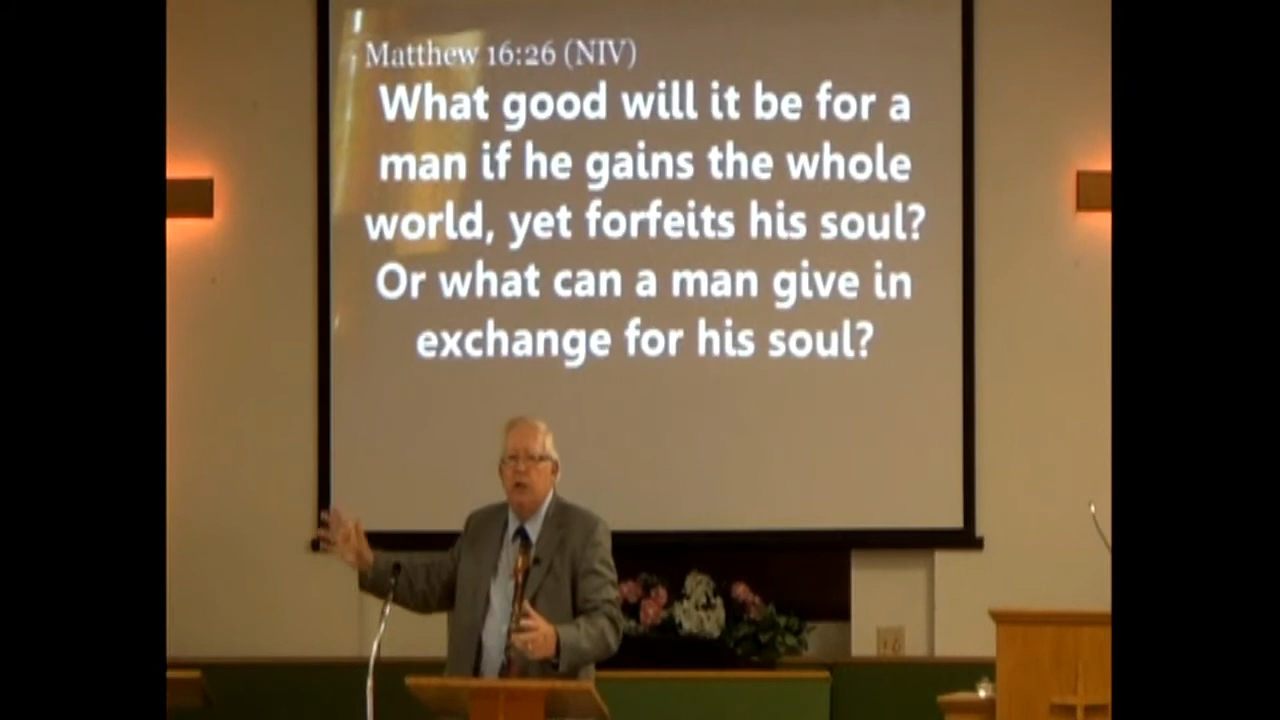 Matthew 16:26 (NIV)
What good will it be for a
man if he gains the whole
world, yet forfeits his soul?
Or what can a man give in
exchange for his soul?